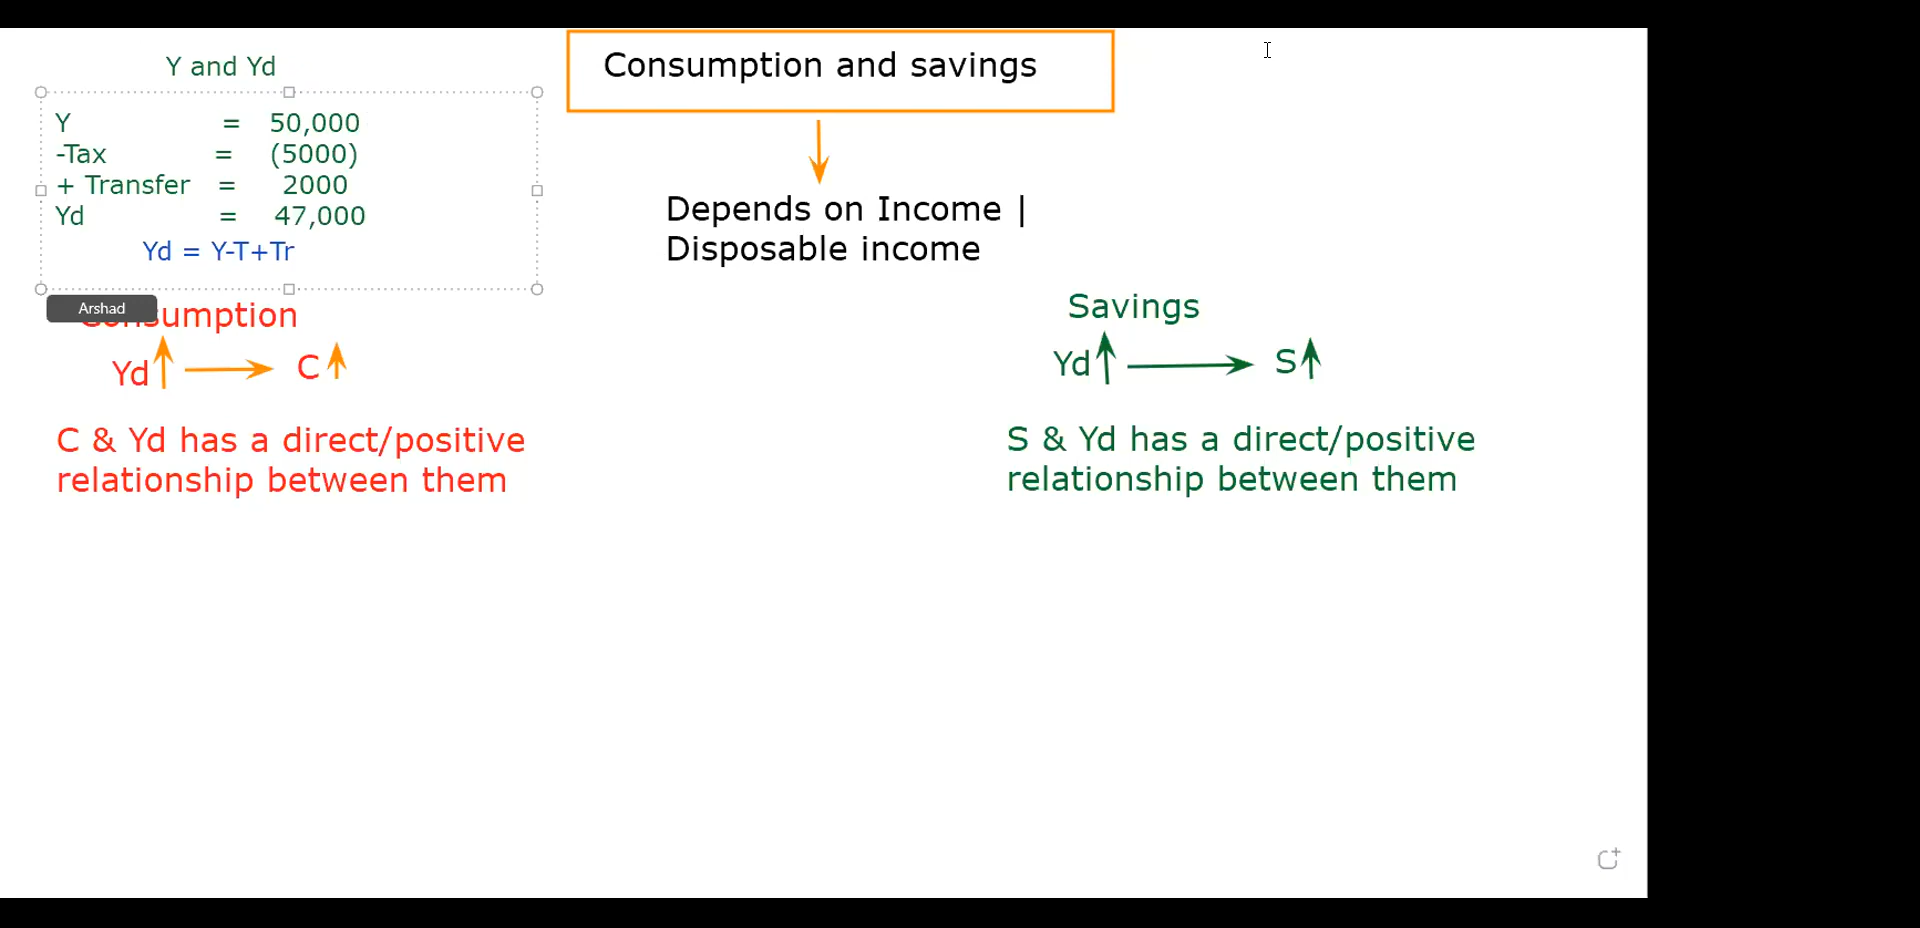 Y and Yd
Consumption and savings
Y = 50,000
-Tax = (5000)
+ Transfer = 2000
Yd = 47,000
Yd = Y-T+Tr
Depends on Income |
Disposable income
Arshad
Consumption
Yd C
C & Yd has a direct/positive
relationship between them
Savings
Yd S
S & Yd has a direct/positive
relationship between them